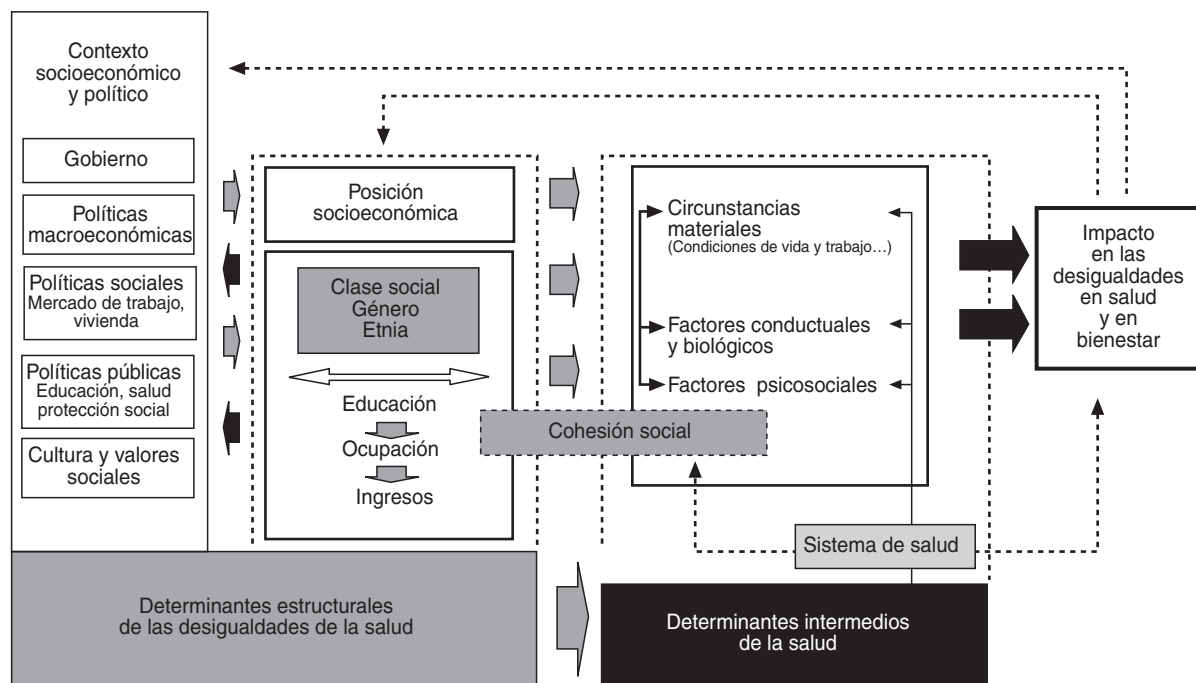 Contexto
socioeconómico
y político
Gobierno
Políticas
macroeconómicas
Políticas sociales
Mercado de trabajo,
vivienda
Políticas públicas
Educación, salud
protección social
Cultura y valores
sociales
Posición
socioeconómica
Clase social
Género
Etnia
Educación
Ocupación
Ingresos
Cohesión social
Circunstancias
materiales
(Condiciones de vida y trabajo...)
Factores conductuales
y biológicos
Factores psicosociales
Sistema de salud
Impacto
en las
desigualdades
en salud
y en
bienestar
Determinantes estructurales
de las desigualdades de la salud
Determinantes intermedios
de la salud